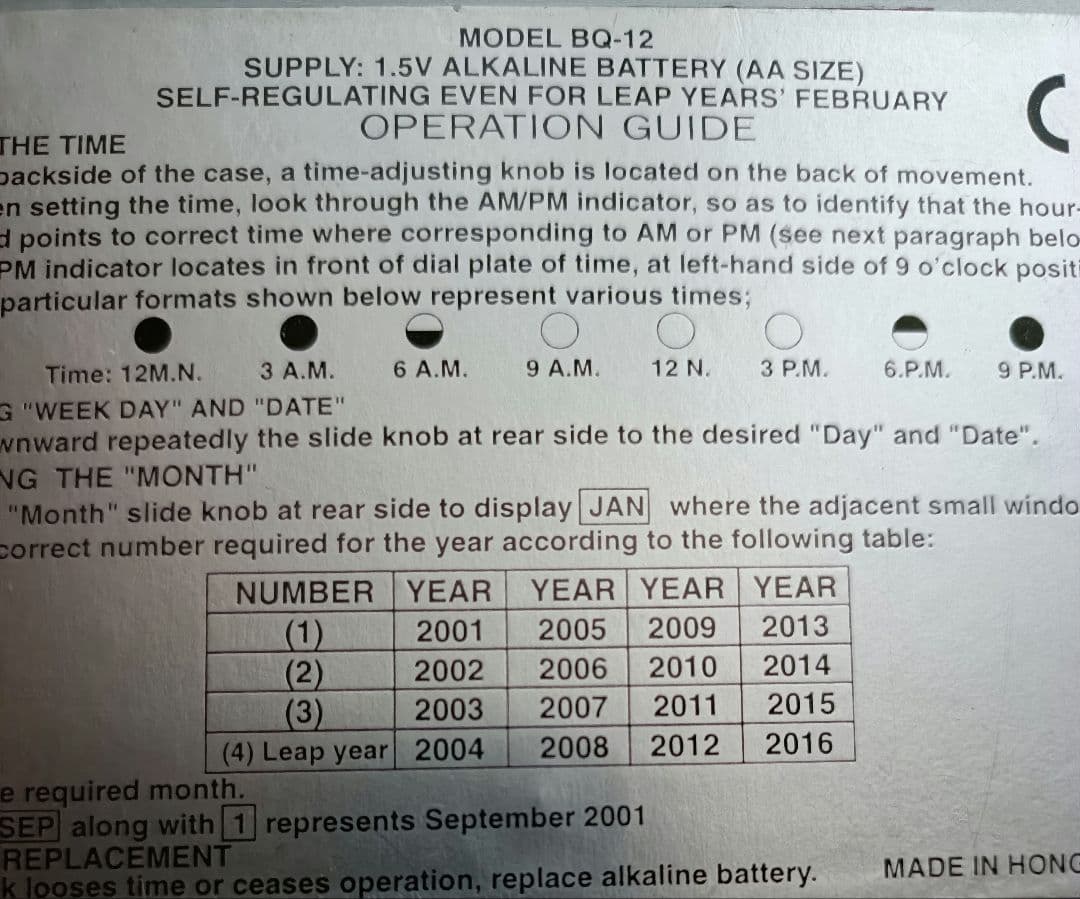 MODEL BQ-12
SUPPLY: 1.5V ALKALINE BATTERY (AA SIZE)
SELF-REGULATING EVEN FOR LEAP YEARS' FEBRUARY
OPERATION GUIDE
THE TIME
backside of the case, a time-adjusting knob is located on the back of movement.
en setting the time, look through the AM/PM indicator, so as to identify that the hour-
d points to correct time where corresponding to AM or PM (see next paragraph belo
PM indicator locates in front of dial plate of time, at left-hand side of 9 o'clock positi
particular formats shown below represent various times;
Time: 12M.N. 3 A.M. 6 A.M. 9 A.M. 12 N. 3 P.M. 6.P.M. 9 P.M.
G "WEEK DAY" AND "DATE"
wnward repeatedly the slide knob at rear side to the desired "Day" and "Date".
NG THE "MONTH"
"Month" slide knob at rear side to display JAN where the adjacent small windo
correct number required for the year according to the following table:
NUMBER YEAR YEAR YEAR YEAR
(1) 2001 2005 2009 2013
(2) 2002 2006 2010 2014
(3) 2003 2007 2011 2015
(4) Leap year 2004 2008 2012 2016
e required month.
SEP along with 1 represents September 2001
REPLACEMENT
k looses time or ceases operation, replace alkaline battery.
MADE IN HONG